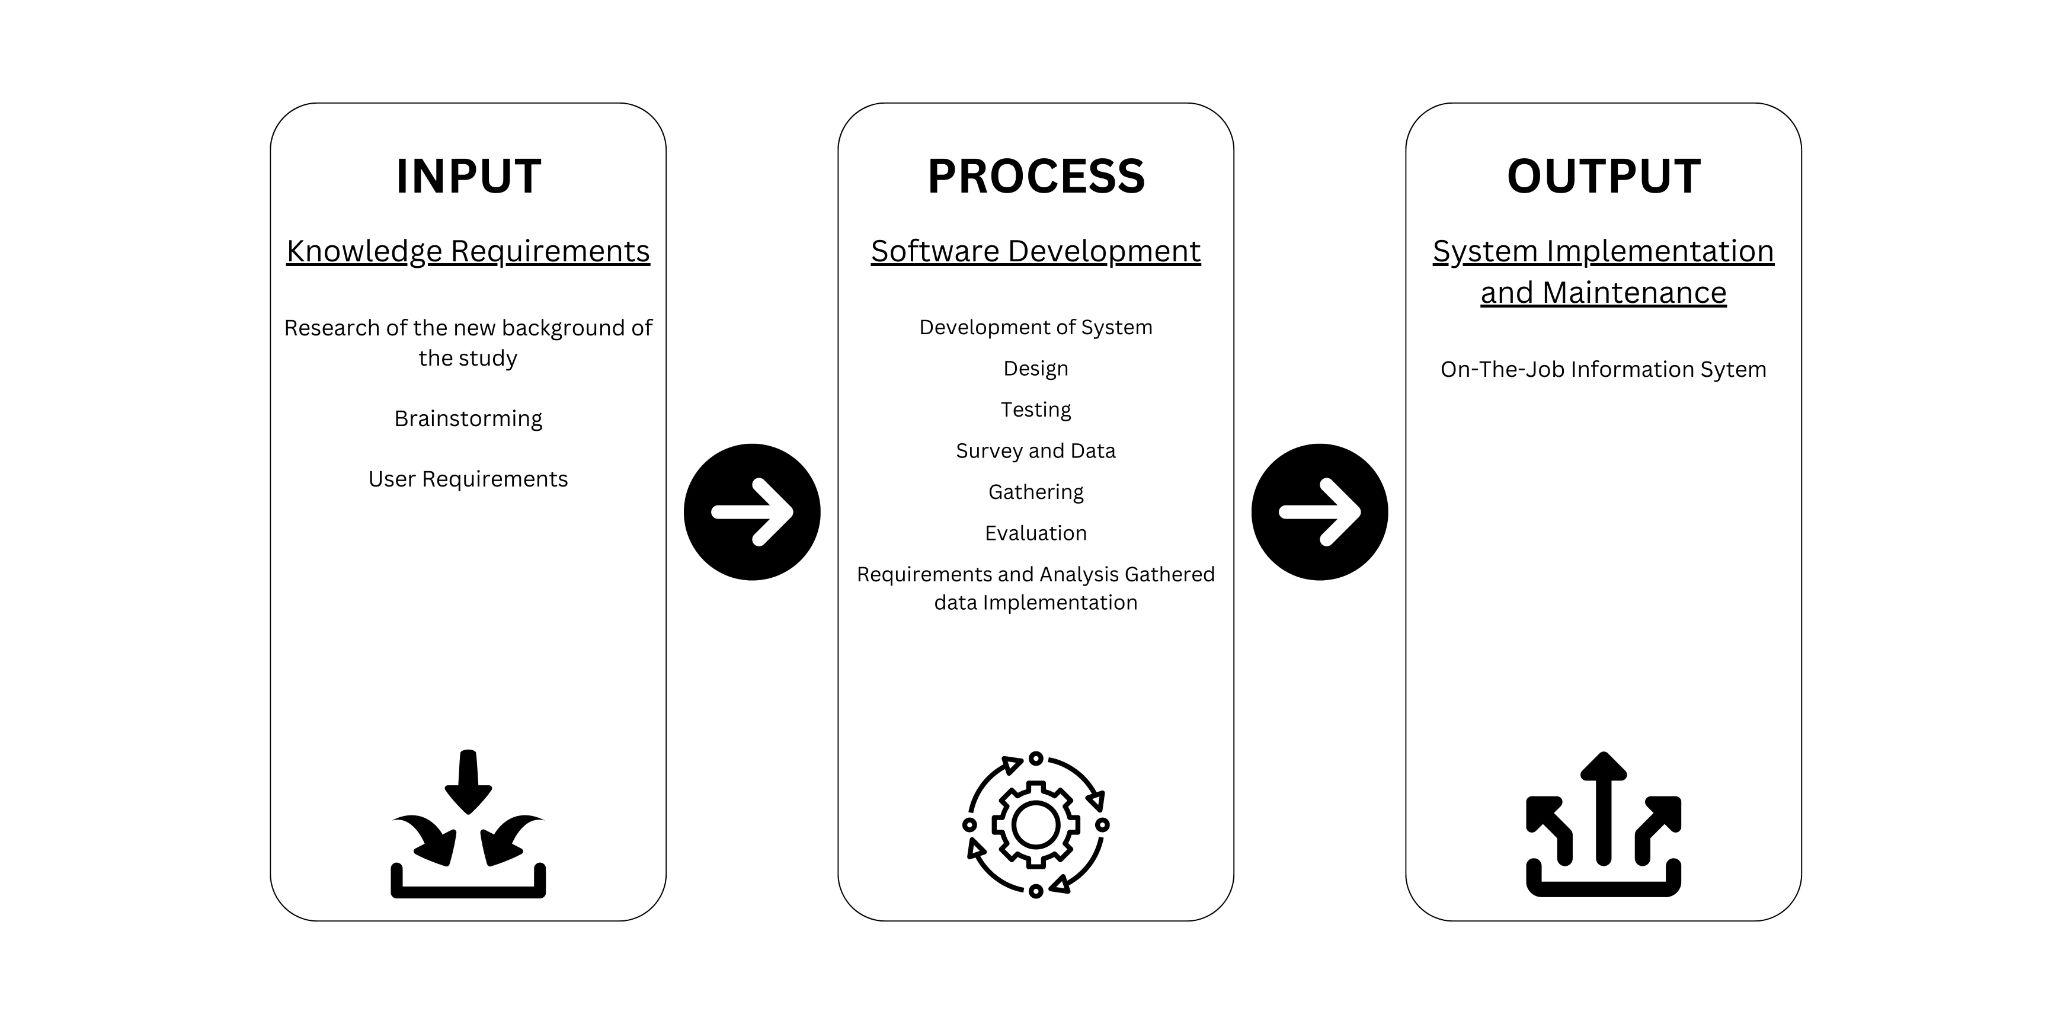 INPUT
Knowledge Requirements
Research of the new background of
the study
Brainstorming
User Requirements
PROCESS
Software Development
Development of System
Design
Testing
Survey and Data
Gathering
Evaluation
Requirements and Analysis Gathered
data Implementation
OUTPUT
System Implementation
and Maintenance
On-The-Job Information Sytem